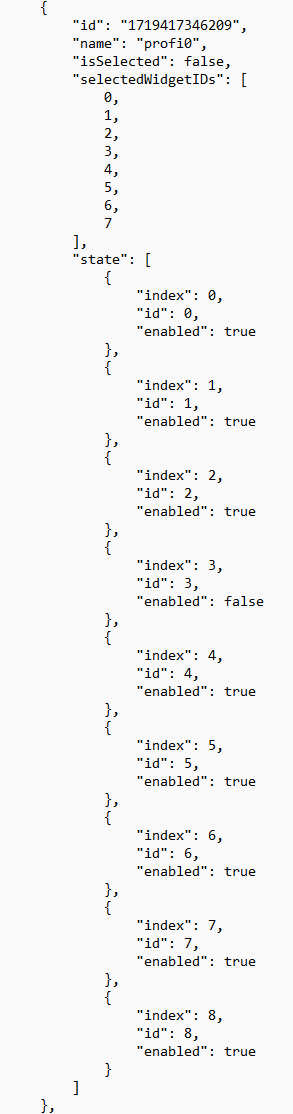 {
"id": "1719417346209",
"name": "profi0",
"isSelected": false,
"selectedWidgetIDs": [
0,
1,
2,
3,
4,
5,
6,
7
],
"state": [
{
"index": 0,
"id": 0,
"enabled": true
},
{
"index": 1,
"id": 1,
"enabled": true
},
{
"index": 2,
"id": 2,
"enabled": true
},
{
"index": 3,
"id": 3,
"enabled": false
},
{
"index": 4,
"id": 4,
"enabled": true
},
{
"index": 5,
"id": 5,
"enabled": true
},
{
"index": 6,
"id": 6,
"enabled": true
},
{
"index": 7,
"id": 7,
"enabled": true
},
{
"index": 8,
"id": 8,
"enabled": true
}
]
},